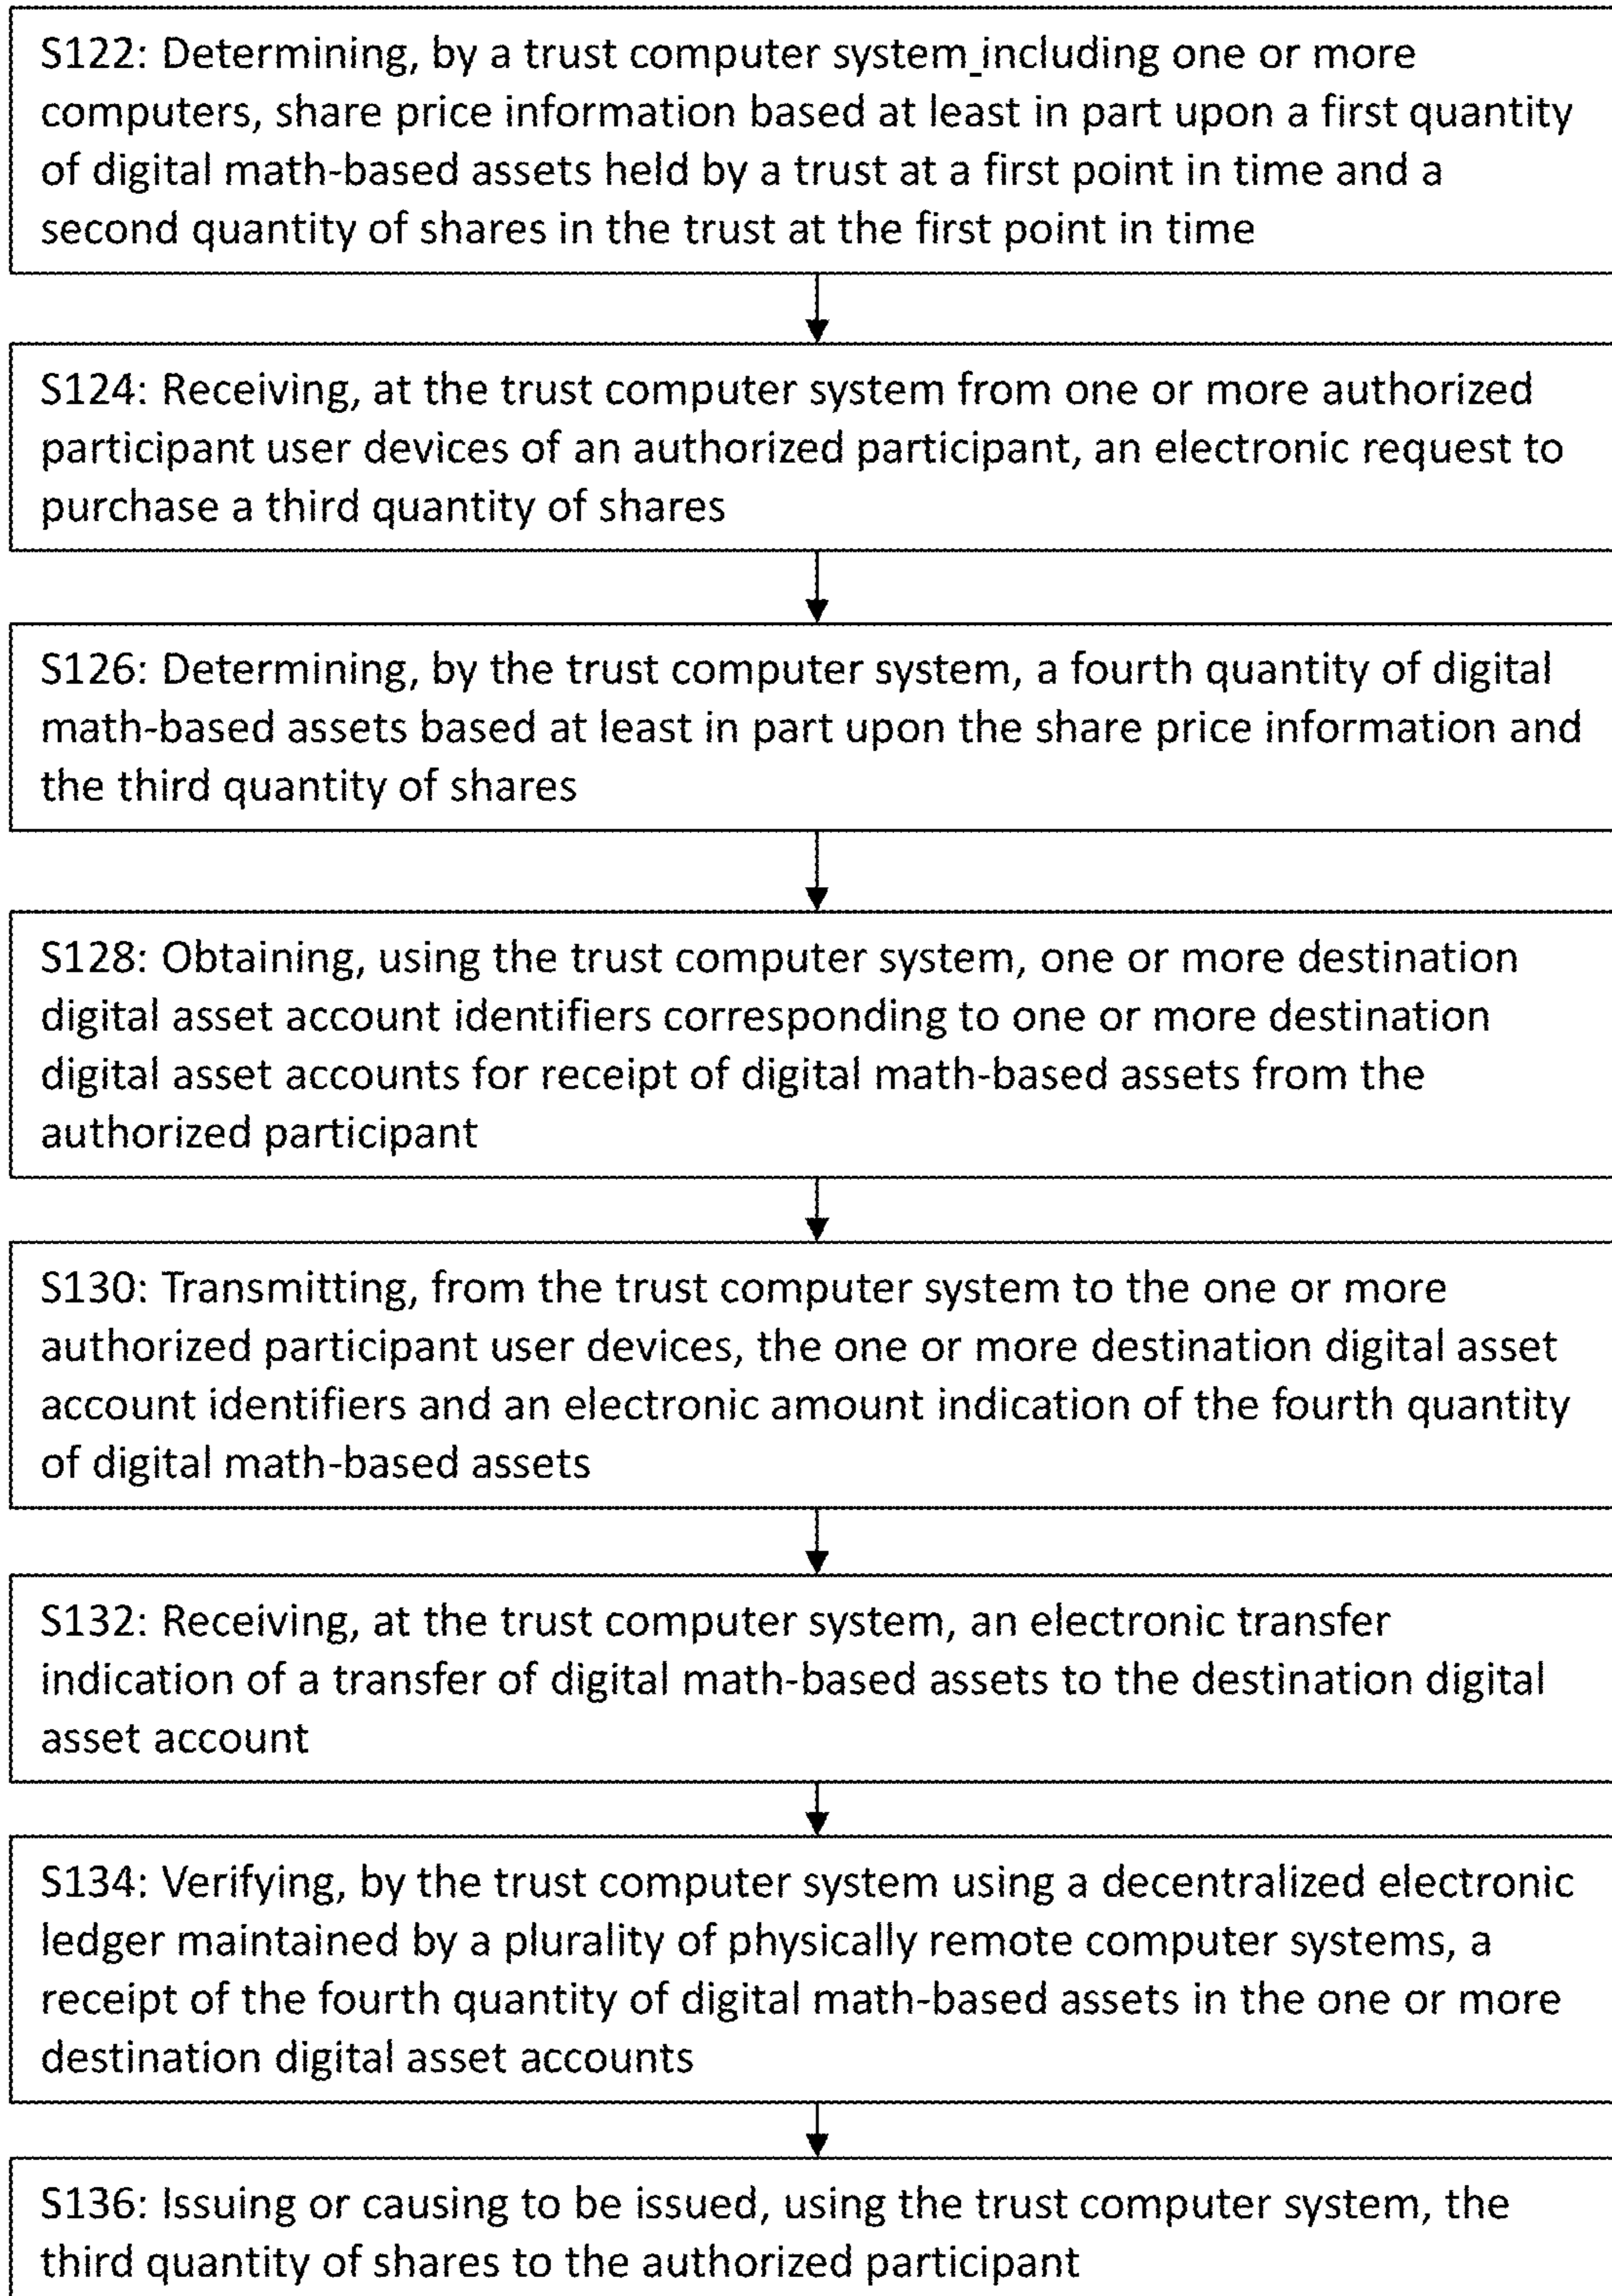 S122: Determining, by a trust computer system_including one or more
computers, share price information based at least in part upon a first quantity
of digital math-based assets held by a trust at a first point in time and a
second quantity of shares in the trust at the first point in time
S124: Receiving, at the trust computer system from one or more authorized
participant user devices of an authorized participant, an electronic request to
purchase a third quantity of shares
S126: Determining, by the trust computer system, a fourth quantity of digital
math-based assets based at least in part upon the share price information and
the third quantity of shares
S128: Obtaining, using the trust computer system, one or more destination
digital asset account identifiers corresponding to one or more destination
digital asset accounts for receipt of digital math-based assets from the
authorized participant
S130: Transmitting, from the trust computer system to the one or more
authorized participant user devices, the one or more destination digital asset
account identifiers and an electronic amount indication of the fourth quantity
of digital math-based assets
S132: Receiving, at the trust computer system, an electronic transfer
indication of a transfer of digital math-based assets to the destination digital
asset account
S134: Verifying, by the trust computer system using a decentralized electronic
ledger maintained by a plurality of physically remote computer systems, a
receipt of the fourth quantity of digital math-based assets in the one or more
destination digital asset accounts
S136: Issuing or causing to be issued, using the trust computer system, the
third quantity of shares to the authorized participant